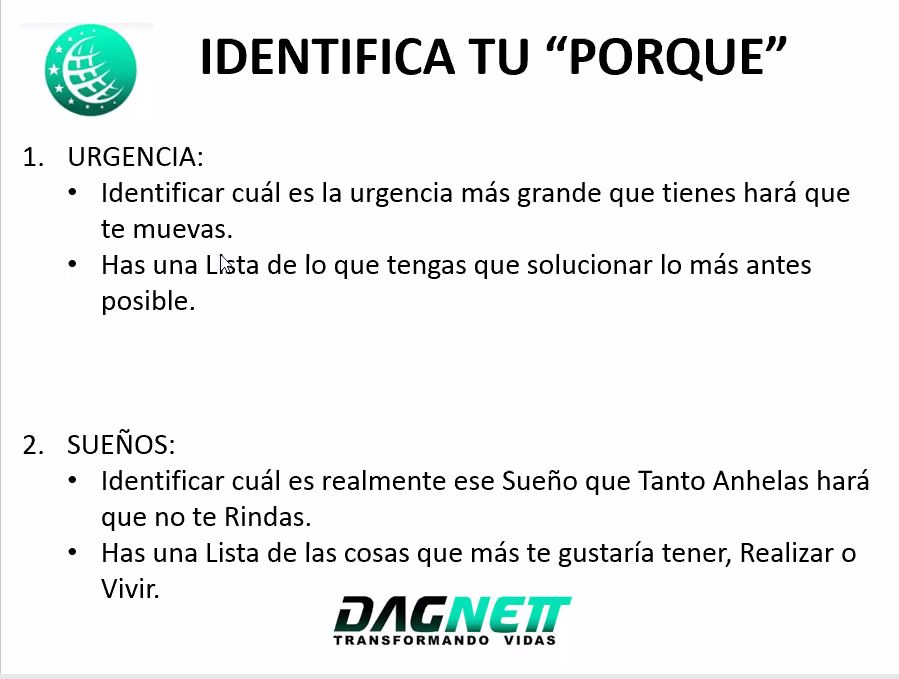 IDENTIFICA TU “PORQUE”
1. URGENCIA:
• Identificar cuál es la urgencia más grande que tienes hará que
te muevas.
• Has una Lista de lo que tengas que solucionar lo más antes
posible.
2. SUEÑOS:
• Identificar cuál es realmente ese Sueño que Tanto Anhelas hará
que no te Rindas.
• Has una Lista de las cosas que más te gustaría tener, Realizar o
Vivir.
DAGNETT
TRANSFORMANDO VIDAS